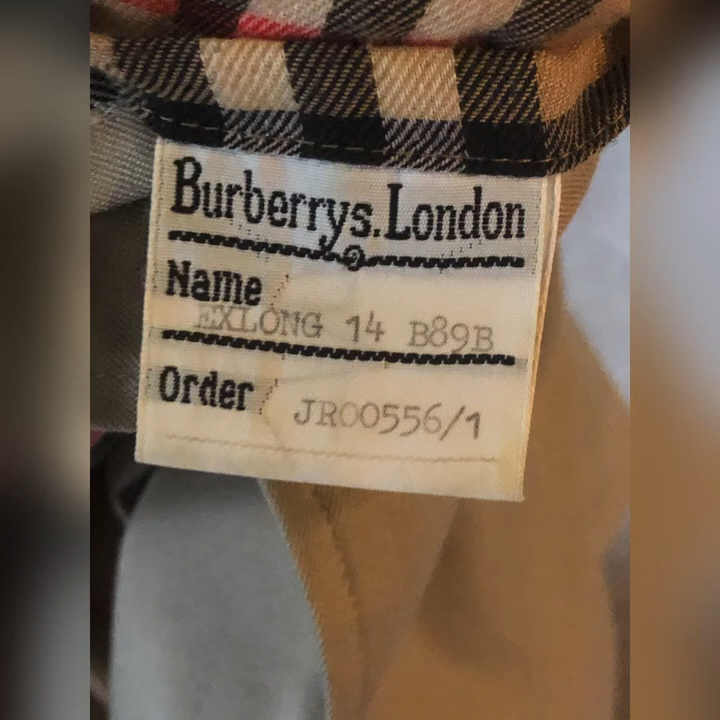 Burberrys.London
Name
EXLONG 14 B89B
Order
JR00556/1